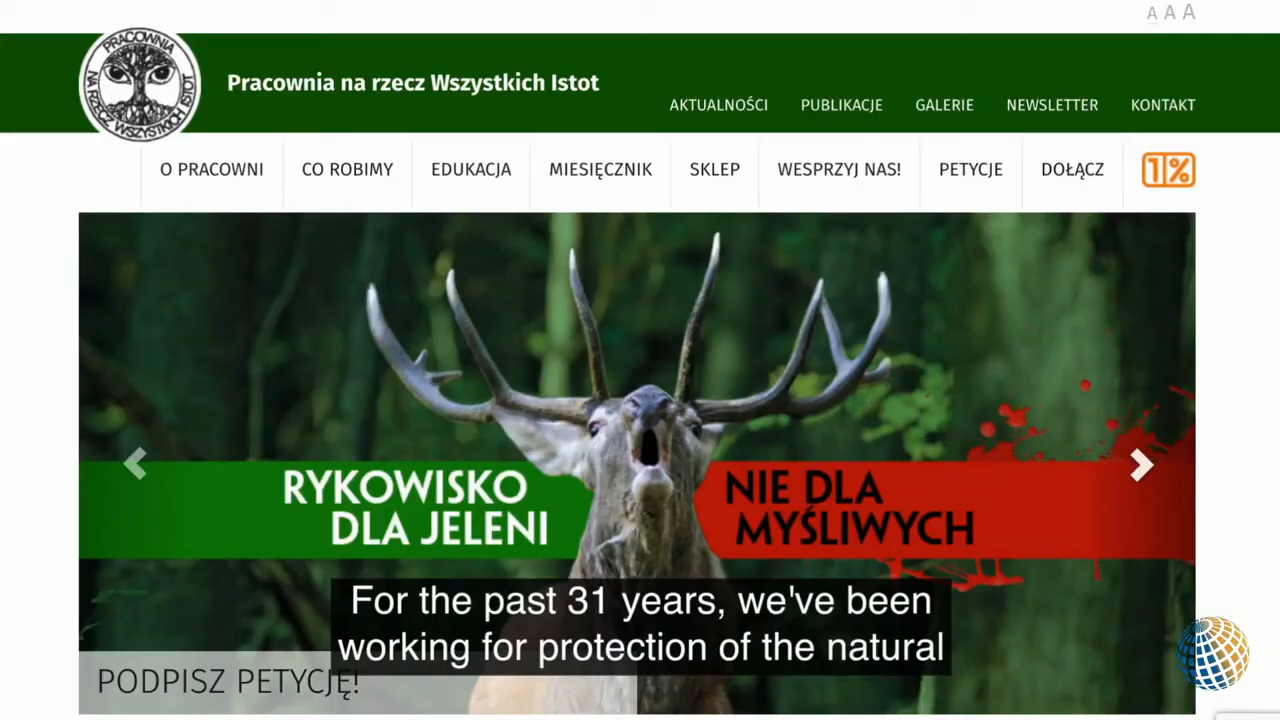 A A A
PRACOWNIA
NA RZECZ WSZYSTKICH ISTOT
Pracownia na rzecz Wszystkich Istot
AKTUALNOŚCI PUBLIKACJE GALERIE NEWSLETTER KONTAKT
O PRACOWNI CO ROBIMY EDUKACJA MIESIĘCZNIK SKLEP WESPRZYJ NAS! PETYCJE DOŁĄCZ 1%
RYKOWISKO NIE DLA
DLA JELENI MYŚLIWYCH
For the past 31 years, we've been
working for protection of the natural
PODPISZ PETYCJĘ!